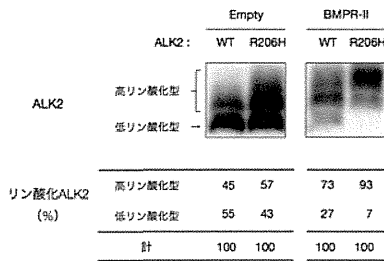 Empty BMPR-II
ALK2 : WT R206H WT R206H
ALK2
高リン酸化型
低リン酸化型 →
リン酸化ALK2
(%)
高リン酸化型 45 57 73 93
低リン酸化型 55 43 27 7
計 100 100 100 100